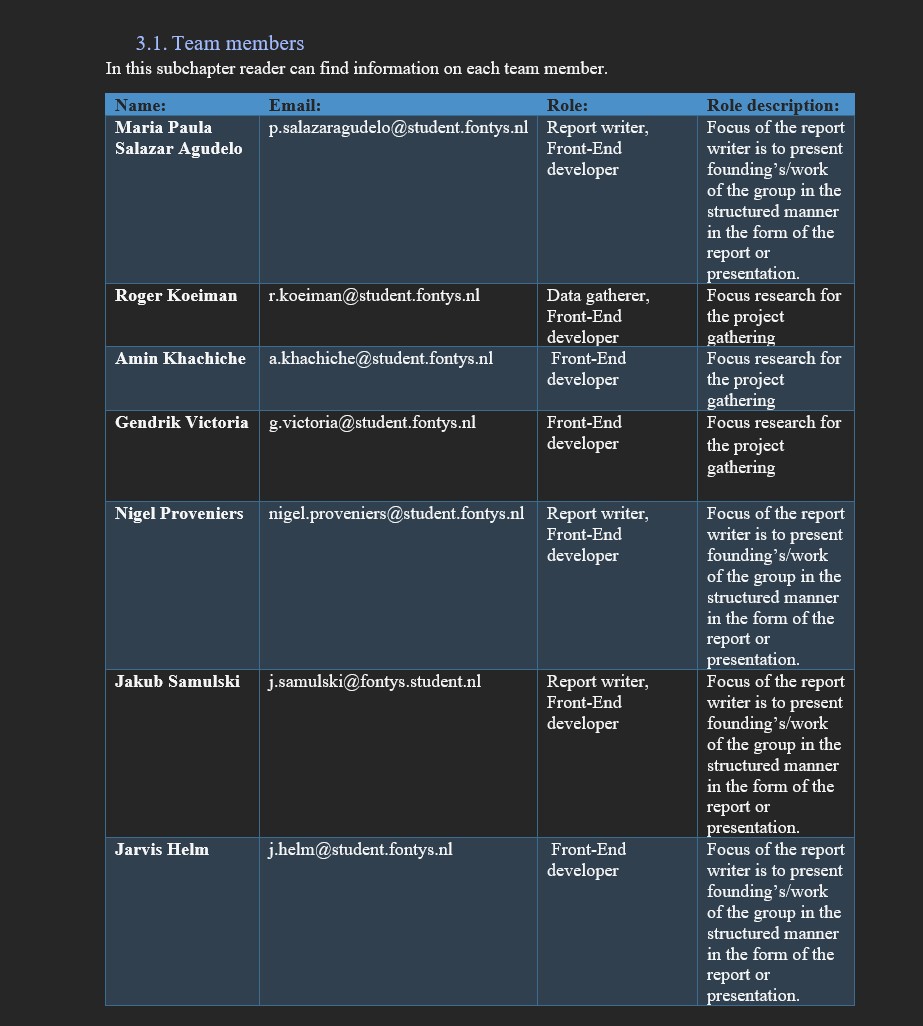 3.1. Team members
In this subchapter reader can find information on each team member.
Name: Email: Role: Role description:
Maria Paula p.salazaragudelo@student.fontys.nl Report writer, Focus of the report
Salazar Agudelo Front-End writer is to present
developer founding’s/work
of the group in the
structured manner
in the form of the
report or
presentation.
Roger Koeiman r.koeiman@student.fontys.nl Data gatherer, Focus research for
Front-End the project
developer gathering
Amin Khachiche a.khachiche@student.fontys.nl Front-End Focus research for
developer the project
gathering
Gendrik Victoria g.victoria@student.fontys.nl Front-End Focus research for
developer the project
gathering
Nigel Proveniers nigel.proveniers@student.fontys.nl Report writer, Focus of the report
Front-End writer is to present
developer founding’s/work
of the group in the
structured manner
in the form of the
report or
presentation.
Jakub Samulski j.samulski@fontys.student.nl Report writer, Focus of the report
Front-End writer is to present
developer founding’s/work
of the group in the
structured manner
in the form of the
report or
presentation.
Jarvis Helm j.helm@student.fontys.nl Front-End Focus of the report
developer writer is to present
founding’s/work
of the group in the
structured manner
in the form of the
report or
presentation.